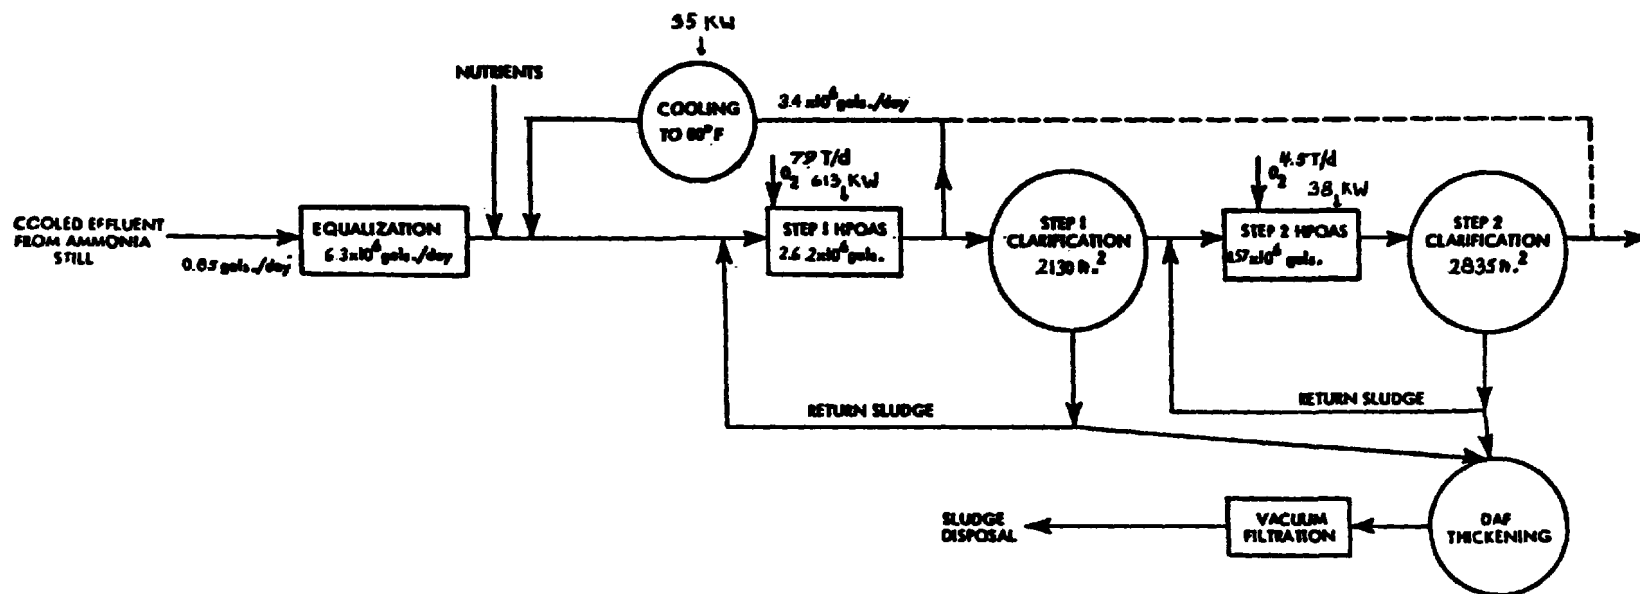 35 KW
NUTRIENTS
COOLING
TO 80°F
3.4 x10⁶ gals./day
79 T/d
O₂ 613 KW
4.5 T/d
O₂
38 KW
COOLED EFFLUENT
FROM AMMONIA
STILL
0.85 gals./day
EQUALIZATION
6.3x10⁶ gals./day
STEP 1 HPOAS
2.6.2x10⁶ gals.
STEP 1
CLARIFICATION
2130 ft.²
STEP 2 HPOAS
.157x10⁶ gals.
STEP 2
CLARIFICATION
2835 ft.²
RETURN SLUDGE
RETURN SLUDGE
SLUDGE
DISPOSAL
VACUUM
FILTRATION
DAF
THICKENING